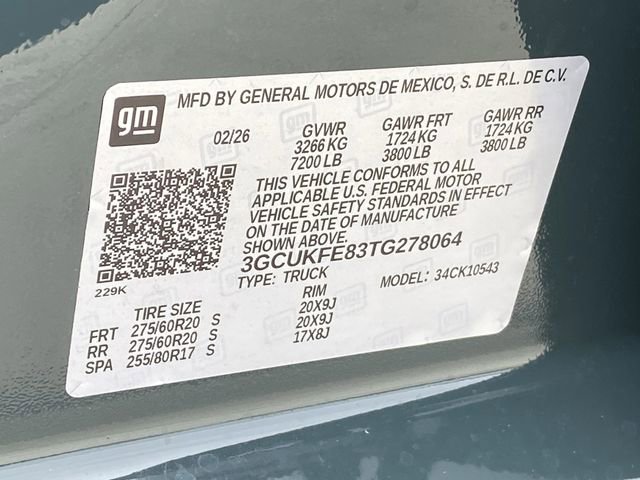 gm
MFD BY GENERAL MOTORS DE MEXICO, S. DE R.L. DE C.V.
02/26 GVWR GAWR FRT GAWR RR
3266 KG 1724 KG 1724 KG
7200 LB 3800 LB 3800 LB
THIS VEHICLE CONFORMS TO ALL
APPLICABLE U.S. FEDERAL MOTOR
VEHICLE SAFETY STANDARDS IN EFFECT
ON THE DATE OF MANUFACTURE
SHOWN ABOVE.
3GCUKFE83TG278064
229K
TYPE: TRUCK MODEL: 34CK10543
TIRE SIZE RIM
FRT 275/60R20 S 20X9J
RR 275/60R20 S 20X9J
SPA 255/80R17 S 17X8J